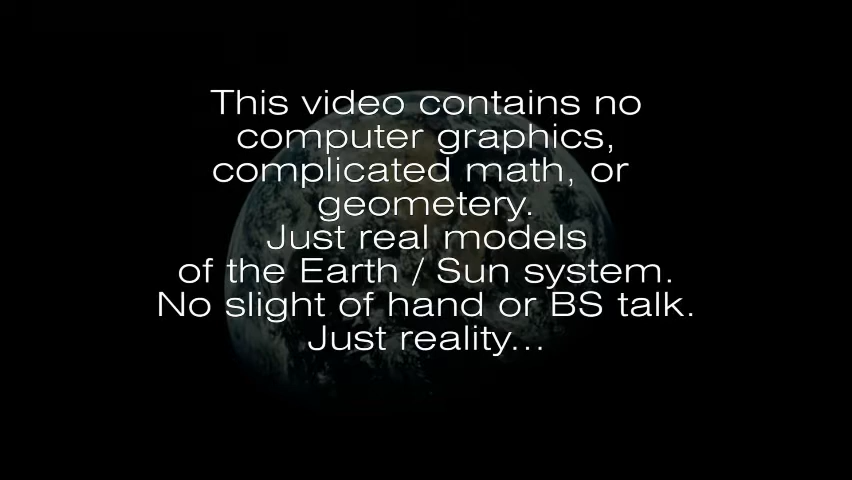 This video contains no
computer graphics,
complicated math, or
geometery.
Just real models
of the Earth / Sun system.
No slight of hand or BS talk.
Just reality...